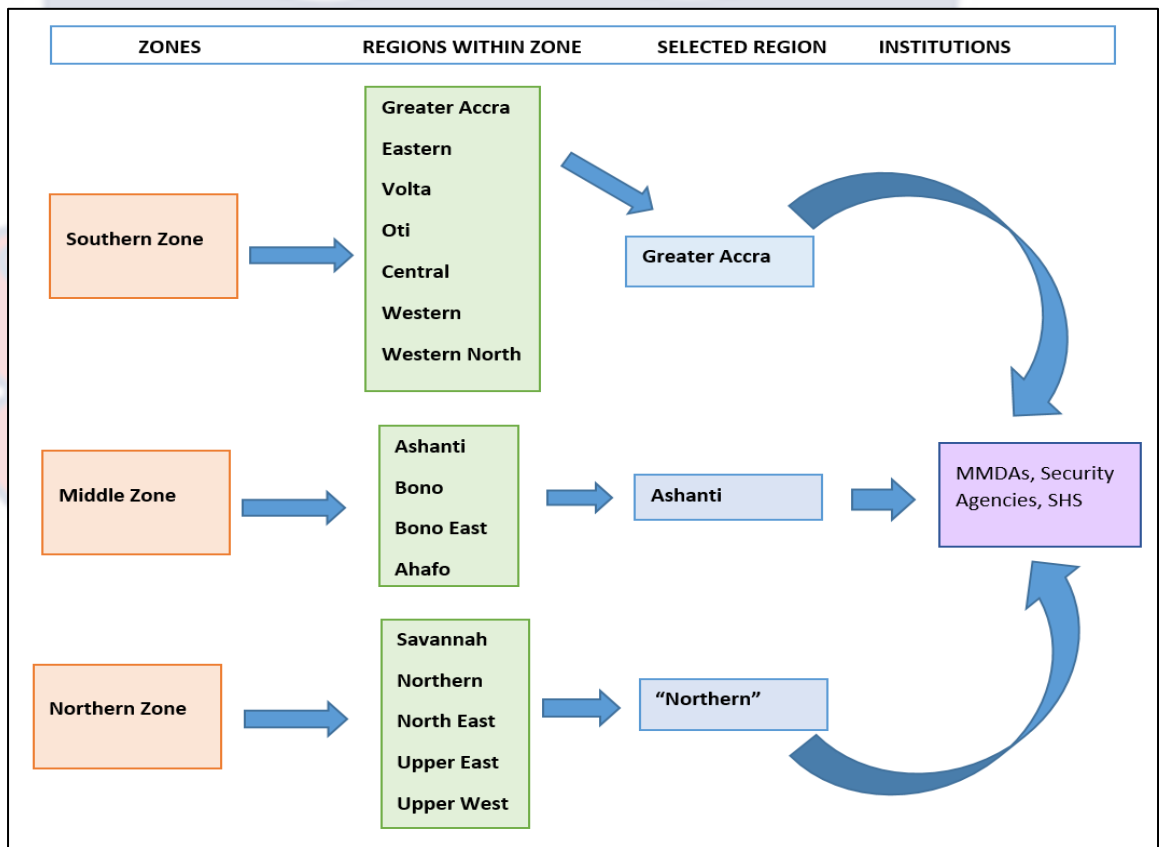 ZONES REGIONS WITHIN ZONE SELECTED REGION INSTITUTIONS
Southern Zone
Greater Accra
Eastern
Volta
Oti
Central
Western
Western North
Greater Accra
Middle Zone
Ashanti
Bono
Bono East
Ahafo
Ashanti
MMDAs, Security
Agencies, SHS
Northern Zone
Savannah
Northern
North East
Upper East
Upper West
“Northern”